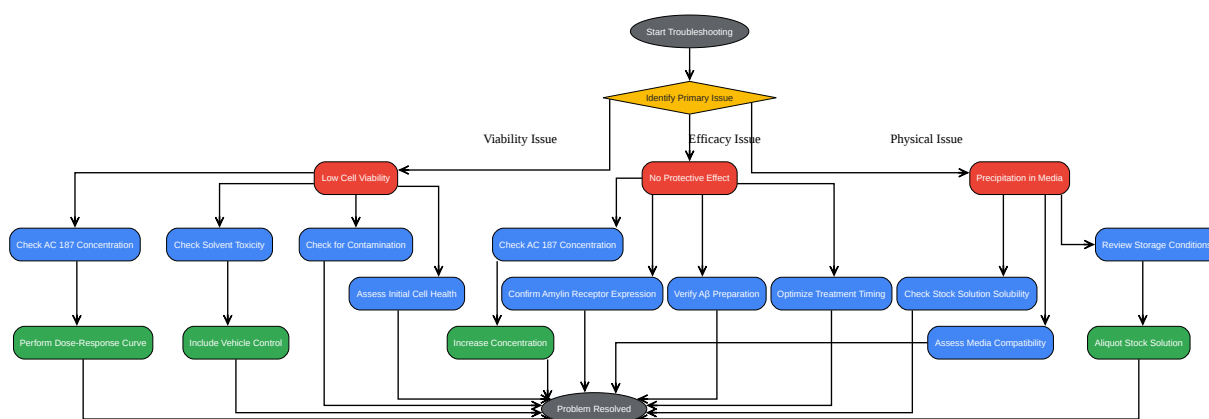 Start Troubleshooting
Identify Primary Issue
Viability Issue
Efficacy Issue
Physical Issue
Low Cell Viability
No Protective Effect
Precipitation in Media
Check AC 187 Concentration
Check Solvent Toxicity
Check for Contamination
Check AC 187 Concentration
Review Storage Conditions
Assess Initial Cell Health
Confirm Amylin Receptor Expression
Verify Aβ Preparation
Optimize Treatment Timing
Check Stock Solution Solubility
Perform Dose-Response Curve
Include Vehicle Control
Increase Concentration
Assess Media Compatibility
Aliquot Stock Solution
Problem Resolved